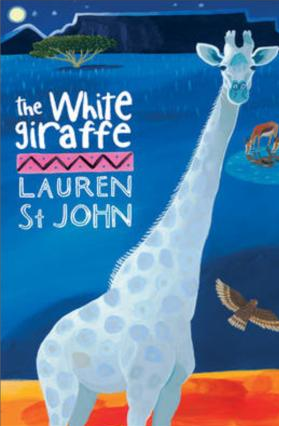 the White
giraffe
LAUREN
St JOHN